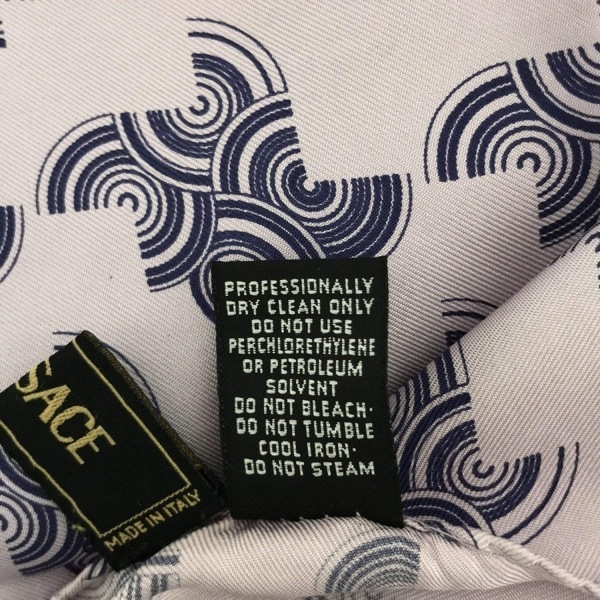 PROFESSIONALLY
DRY CLEAN ONLY
DO NOT USE
PERCHLORETHYLENE
OR PETROLEUM
SOLVENT
DO NOT BLEACH·
DO NOT TUMBLE
COOL IRON·
DO NOT STEAM
SACE
MADE IN ITALY